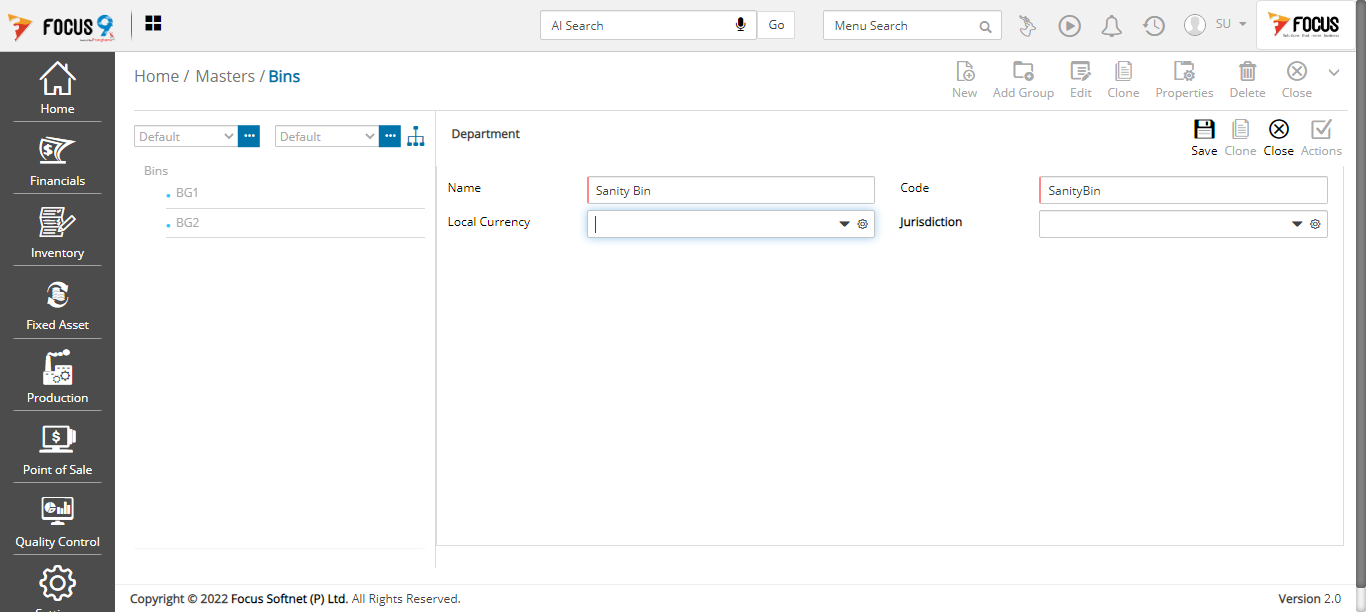 FOCUS 9
AI Search
Go
Menu Search
SU
FOCUS
Home
Financials
Inventory
Fixed Asset
Production
Point of Sale
Quality Control
Home / Masters / Bins
New
Add Group
Edit
Clone
Properties
Delete
Close
Default
Default
Bins
BG1
BG2
Department
Save
Clone
Close
Actions
Name
Sanity Bin
Code
SanityBin
Local Currency
Jurisdiction
Copyright © 2022 Focus Softnet (P) Ltd. All Rights Reserved.
Version 2.0